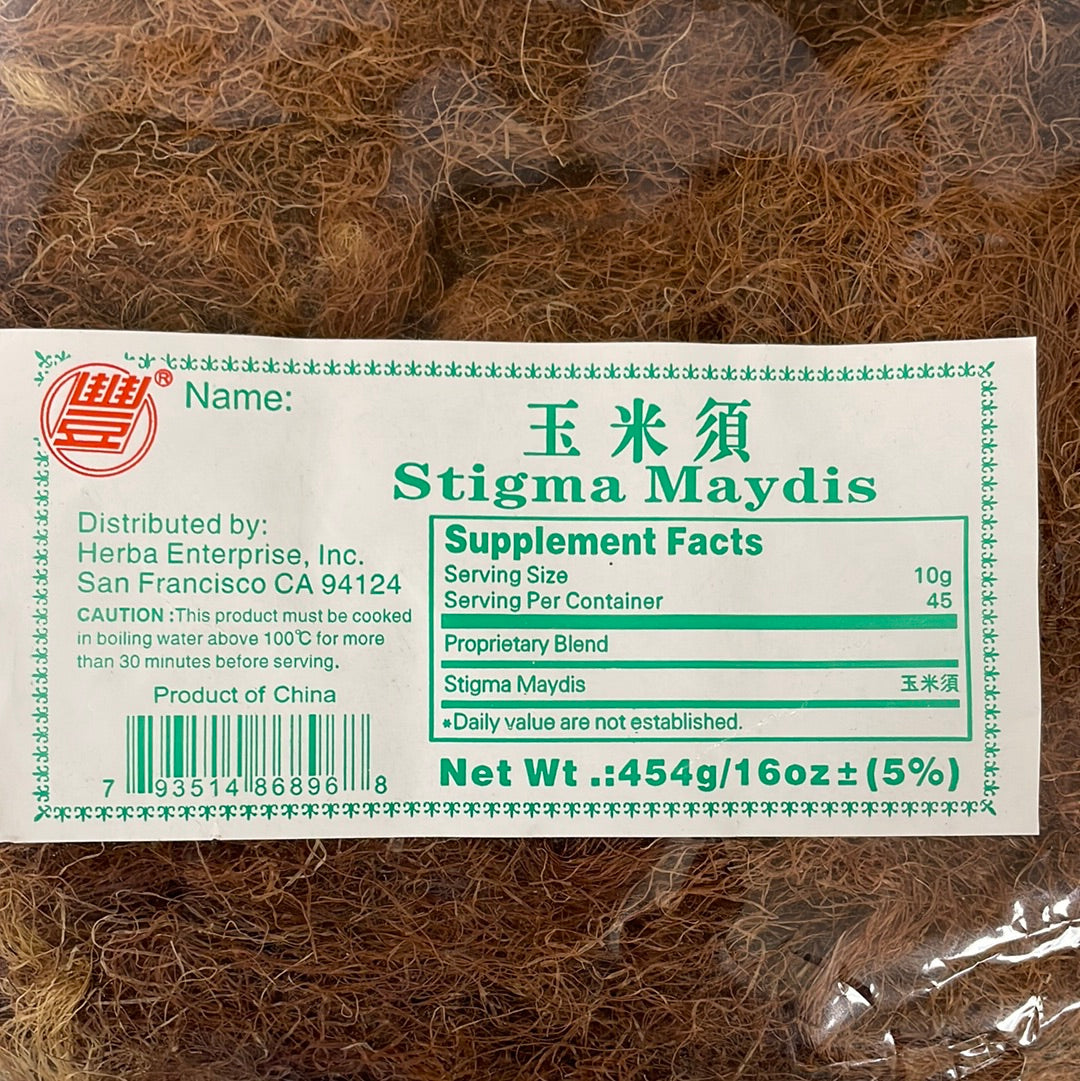 豐®
Name:
玉米須
Stigma Maydis
Distributed by:
Herba Enterprise, Inc.
San Francisco CA 94124
CAUTION :This product must be cooked
in boiling water above 100℃ for more
than 30 minutes before serving.
Product of China
7 93514 86896 8
Supplement Facts
Serving Size 10g
Serving Per Container 45
Proprietary Blend
Stigma Maydis 玉米須
*Daily value are not established.
Net Wt .:454g/16oz±(5%)